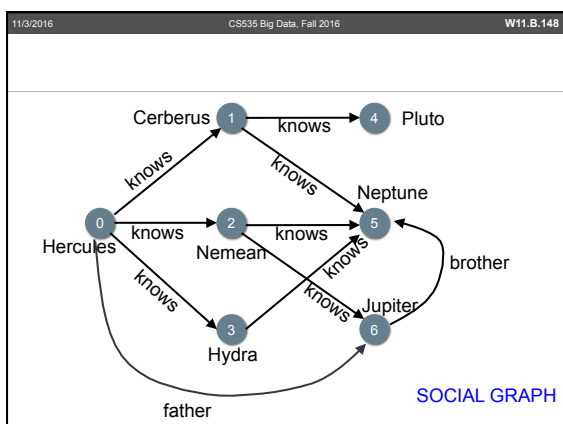 11/3/2016 CS535 Big Data, Fall 2016 W11.B.148
Cerberus 1 knows 4 Pluto
knows
knows
Neptune
0 knows 2 knows 5
Hercules
Nemean
knows
brother
knows
knows
Jupiter
3
6
Hydra
SOCIAL GRAPH
father